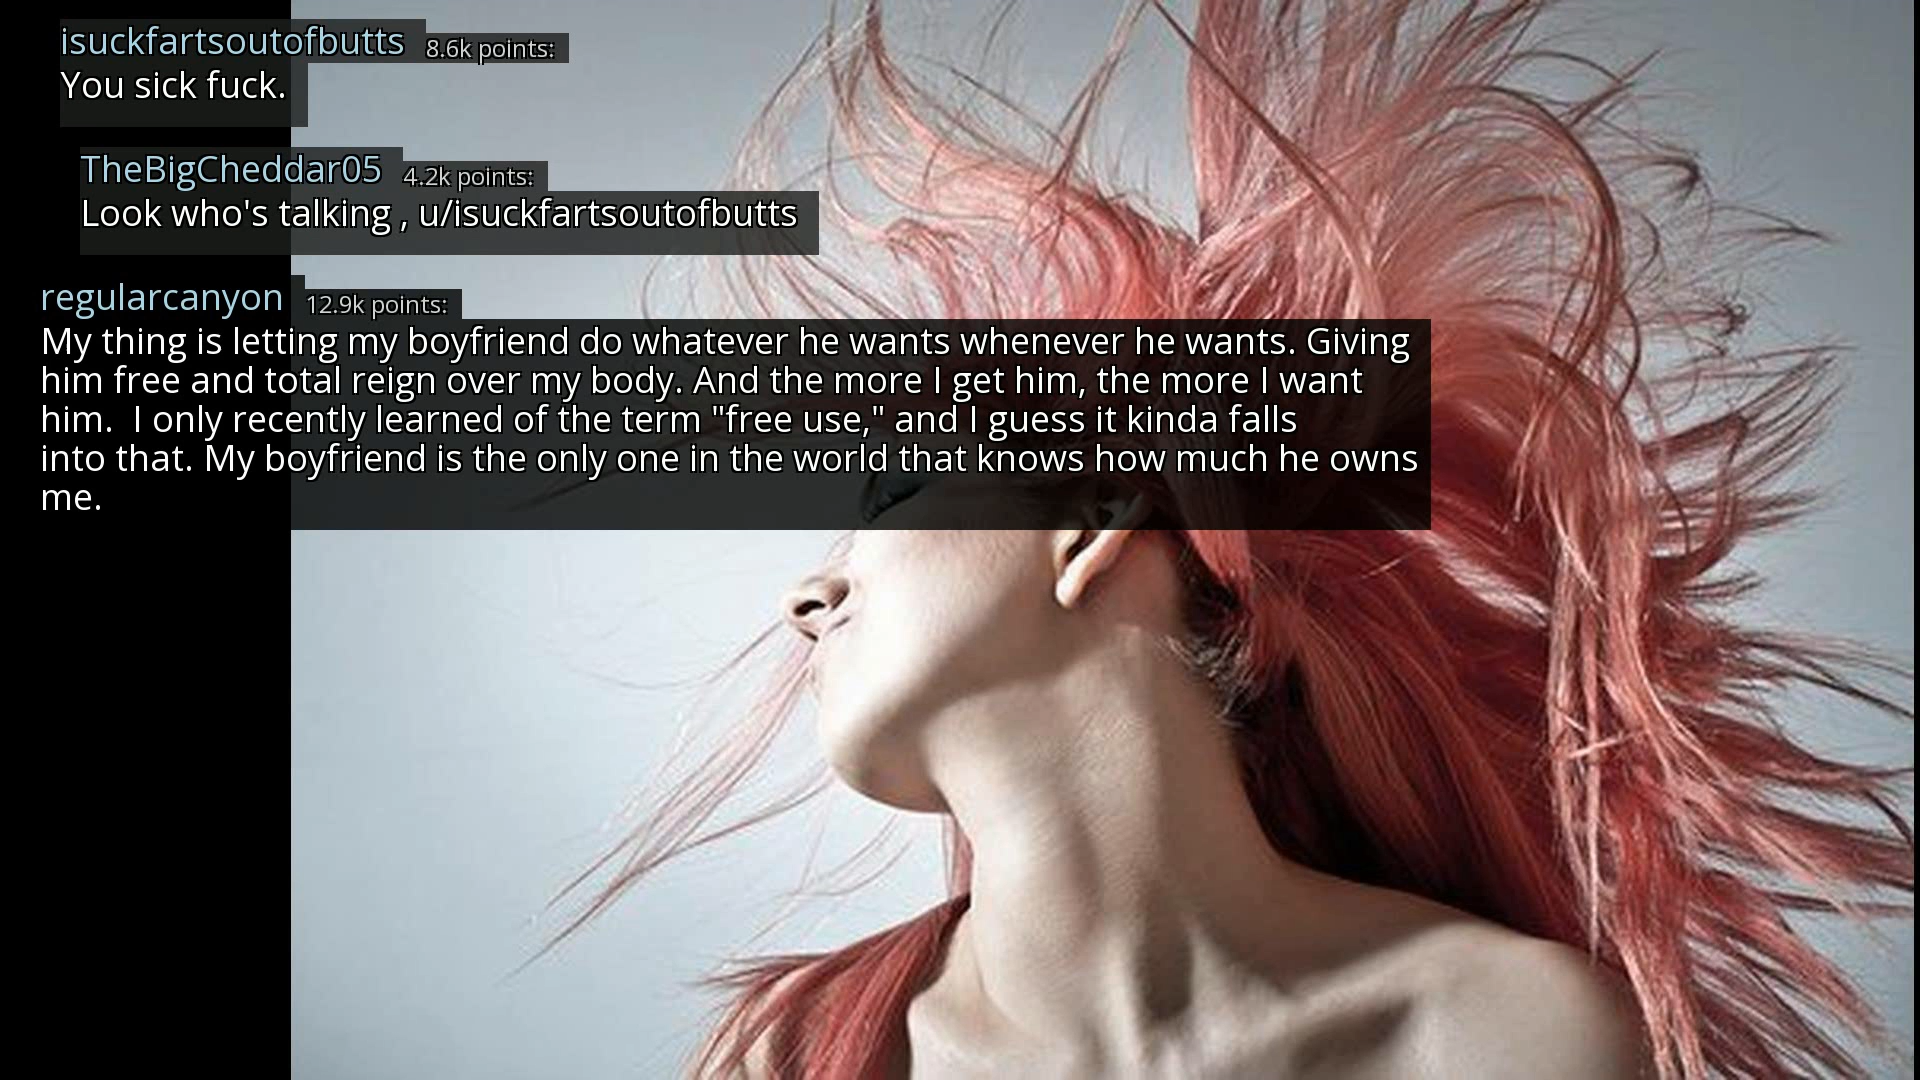 isuckfartsoutofbutts 8.6k points:
You sick fuck.
TheBigCheddar05 4.2k points:
Look who's talking , u/isuckfartsoutofbutts
regularcanyon 12.9k points:
My thing is letting my boyfriend do whatever he wants whenever he wants. Giving
him free and total reign over my body. And the more I get him, the more I want
him.  I only recently learned of the term "free use," and I guess it kinda falls
into that. My boyfriend is the only one in the world that knows how much he owns
me.